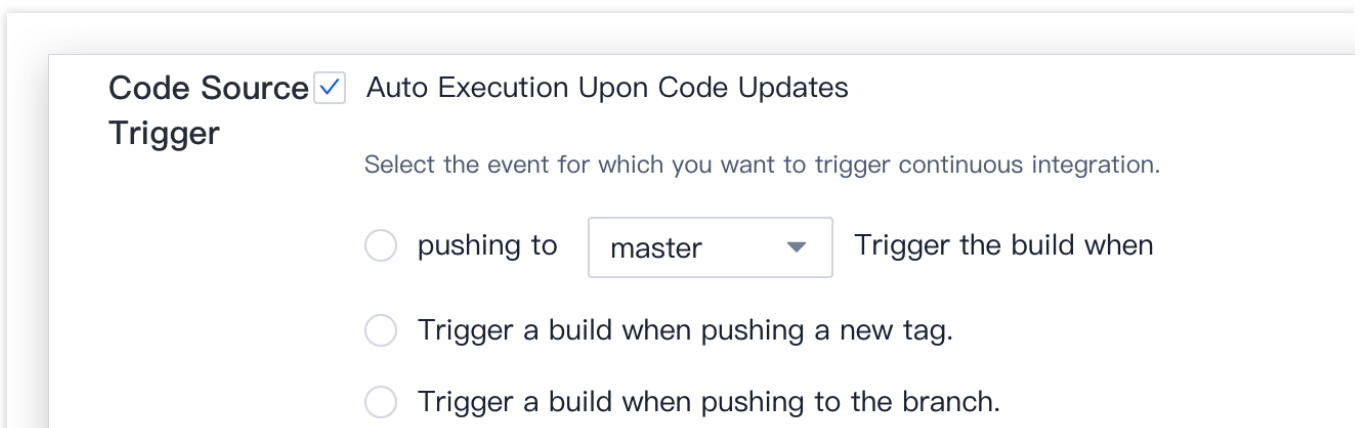 Code Source Trigger
Auto Execution Upon Code Updates
Select the event for which you want to trigger continuous integration.
pushing to master Trigger the build when
Trigger a build when pushing a new tag.
Trigger a build when pushing to the branch.